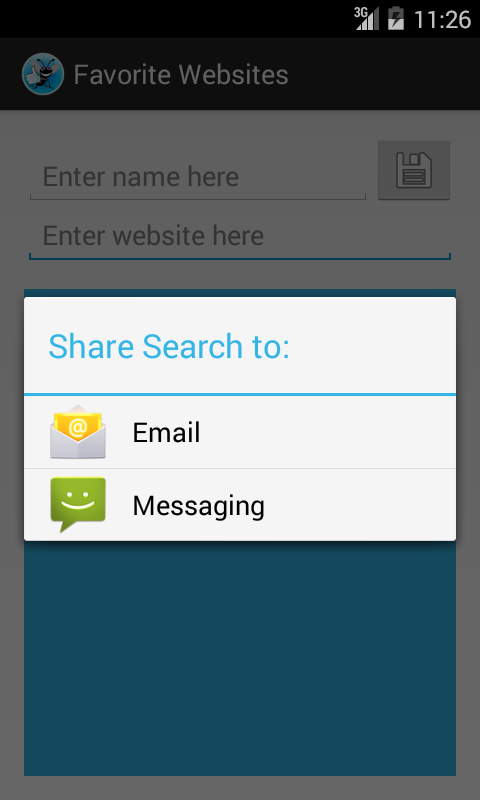 3G
11:26
Favorite Websites
Enter name here
Enter website here
Share Search to:
@
Email
Messaging